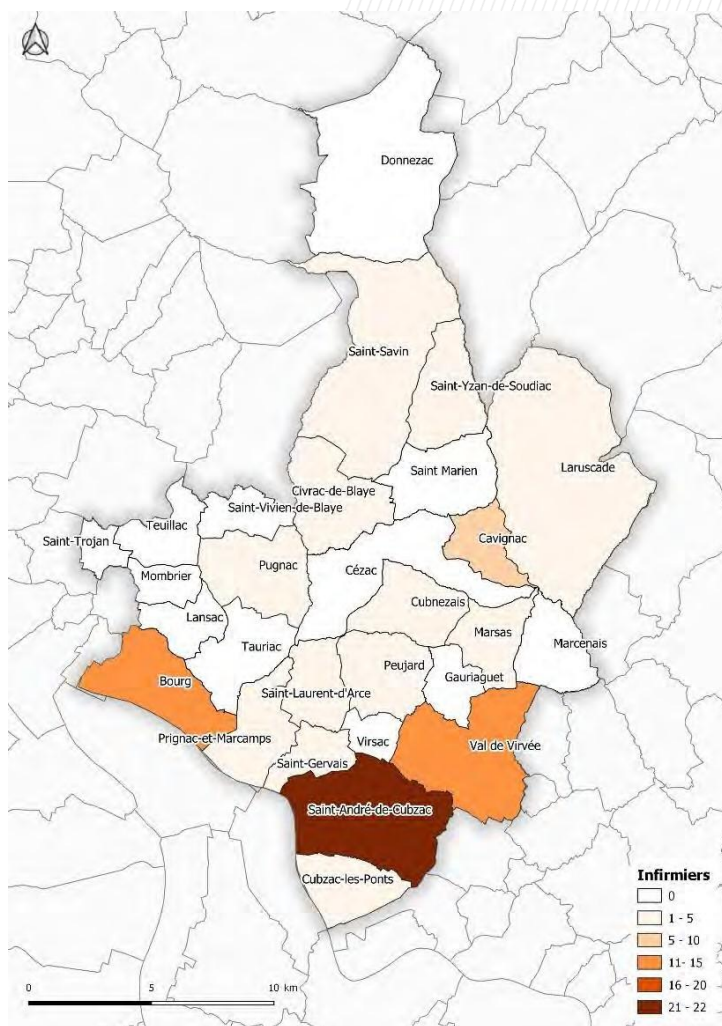 Donnezac
Saint-Savin
Saint-Yzan-de-Soudiac
Laruscade
Saint Marien
Civrac-de-Blaye
Saint-Vivien-de-Blaye
Teuillac
Saint-Trojan
Cavignac
Pugnac
Cézac
Mombrier
Cubnezais
Lansac
Marsas
Marcenais
Tauriac
Peujard
Gauriaguet
Bourg
Saint-Laurent-d'Arce
Prignac-et-Marcamps
Virsac
Val de Virvée
Saint-Gervais
Saint-André-de-Cubzac
Cubzac-les-Ponts
Infirmiers
0
1 - 5
5 - 10
11- 15
16 - 20
21 - 22
0 5 10 km